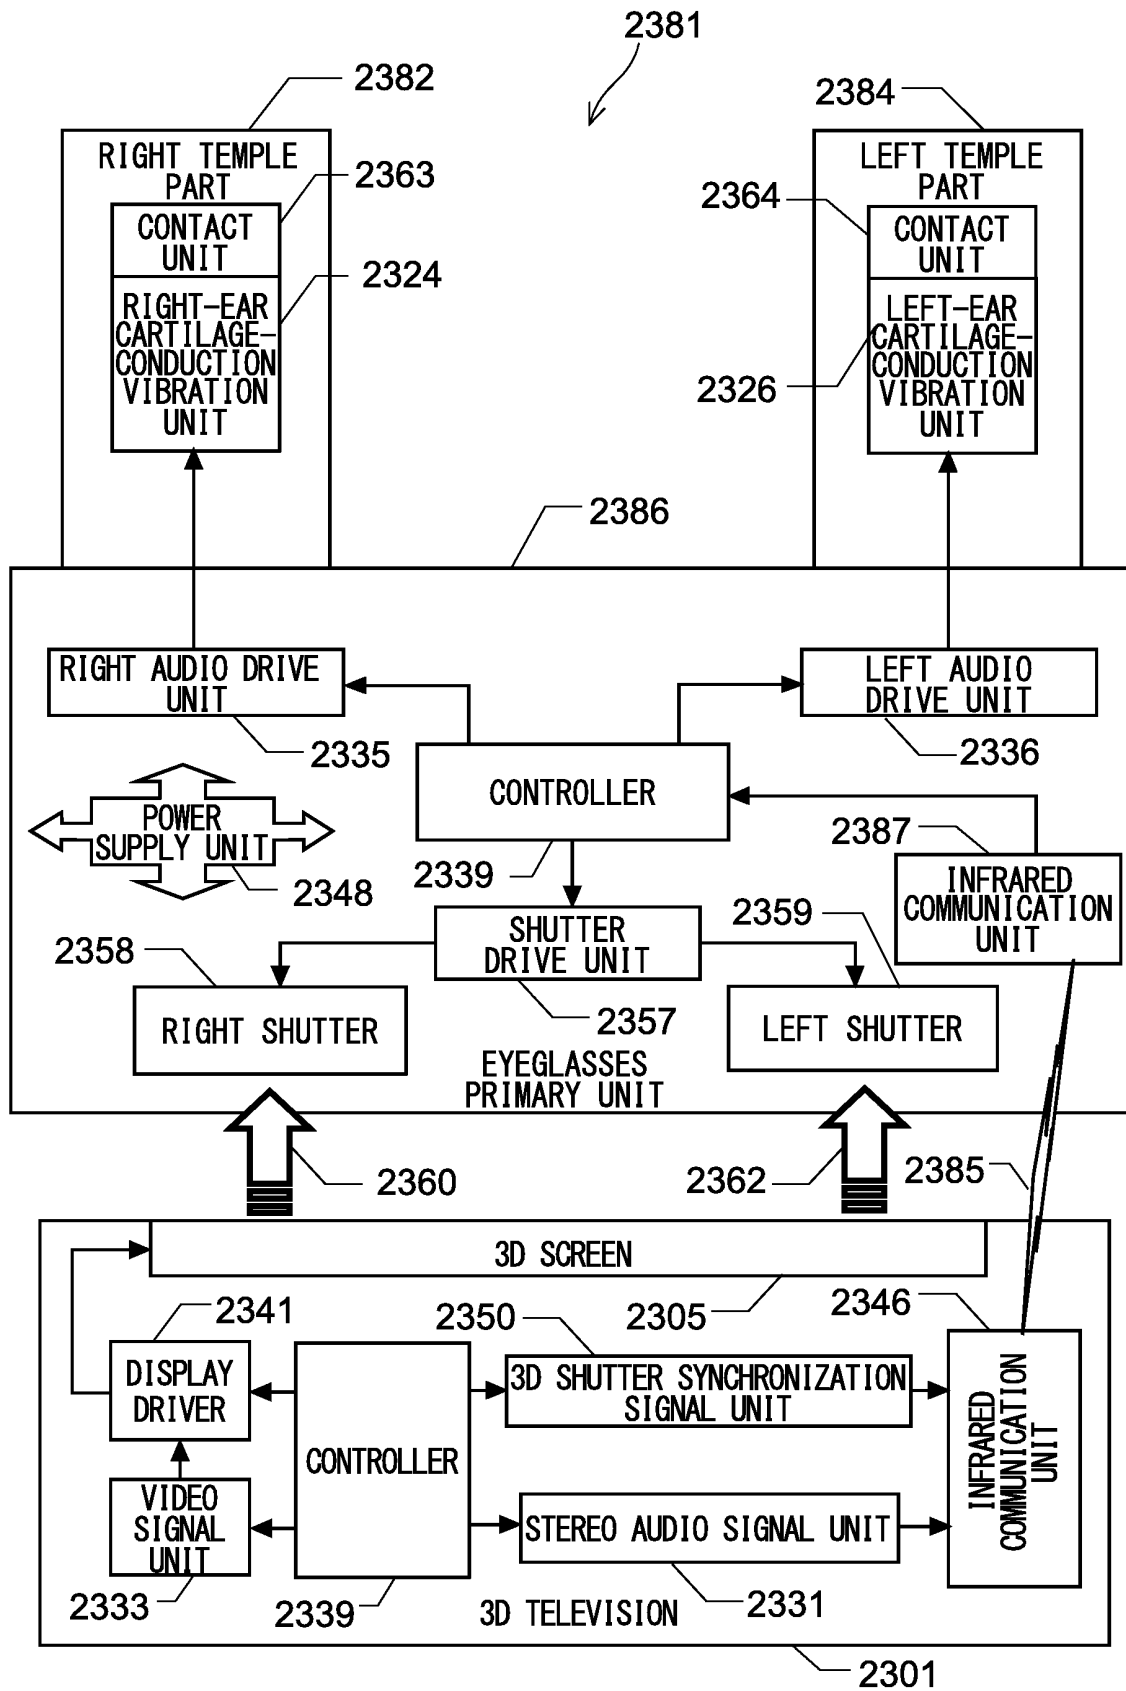 2381
2382
2384
RIGHT TEMPLE
PART
2363
CONTACT
UNIT
2324
RIGHT-EAR
CARTILAGE-
CONDUCTION
VIBRATION
UNIT
LEFT TEMPLE
PART
2364
CONTACT
UNIT
LEFT-EAR
CARTILAGE-
CONDUCTION
VIBRATION
UNIT
2326
2386
RIGHT AUDIO DRIVE
UNIT
2335
LEFT AUDIO
DRIVE UNIT
2336
CONTROLLER
2339
POWER
SUPPLY UNIT
2348
2387
INFRARED
COMMUNICATION
UNIT
SHUTTER
DRIVE UNIT
2357
2358
RIGHT SHUTTER
2359
LEFT SHUTTER
EYEGLASSES
PRIMARY UNIT
2360
2362
2385
3D SCREEN
2305
2346
2341
DISPLAY
DRIVER
2350
3D SHUTTER SYNCHRONIZATION
SIGNAL UNIT
CONTROLLER
2339
INFRARED
COMMUNICATION
UNIT
VIDEO
SIGNAL
UNIT
2333
STEREO AUDIO SIGNAL UNIT
2331
3D TELEVISION
2301